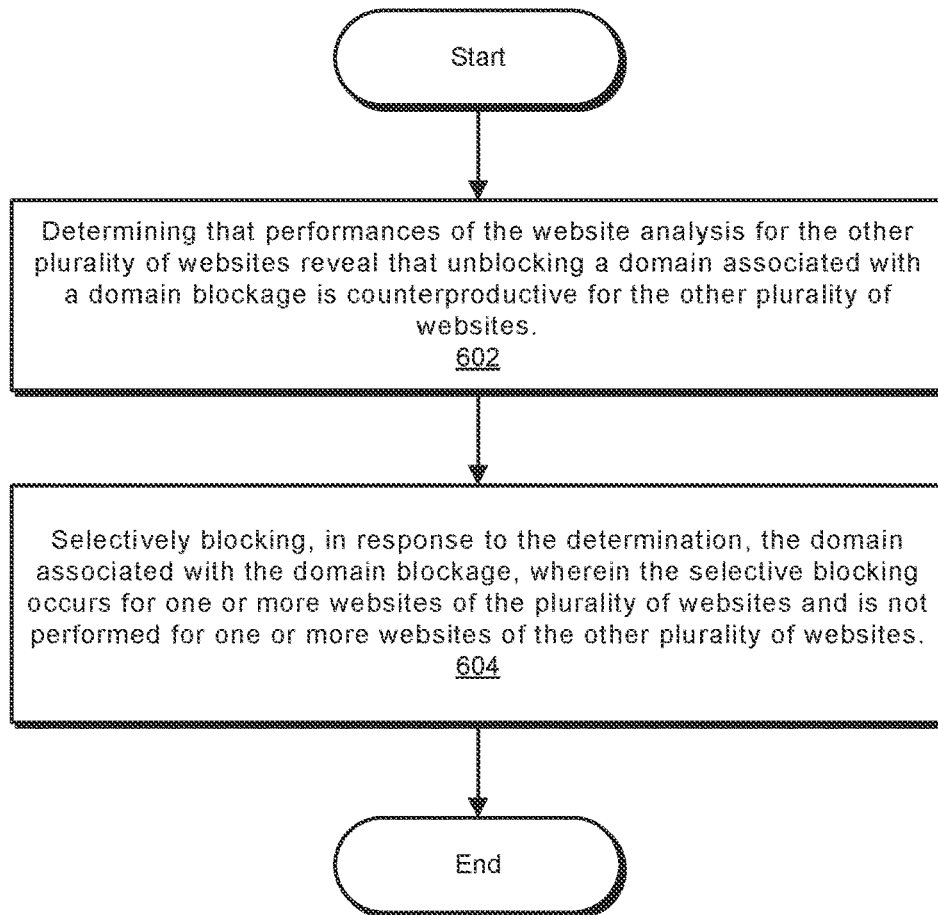 Start
Determining that performances of the website analysis for the other
plurality of websites reveal that unblocking a domain associated with
a domain blockage is counterproductive for the other plurality of
websites.
602
Selectively blocking, in response to the determination, the domain
associated with the domain blockage, wherein the selective blocking
occurs for one or more websites of the plurality of websites and is not
performed for one or more websites of the other plurality of websites.
604
End